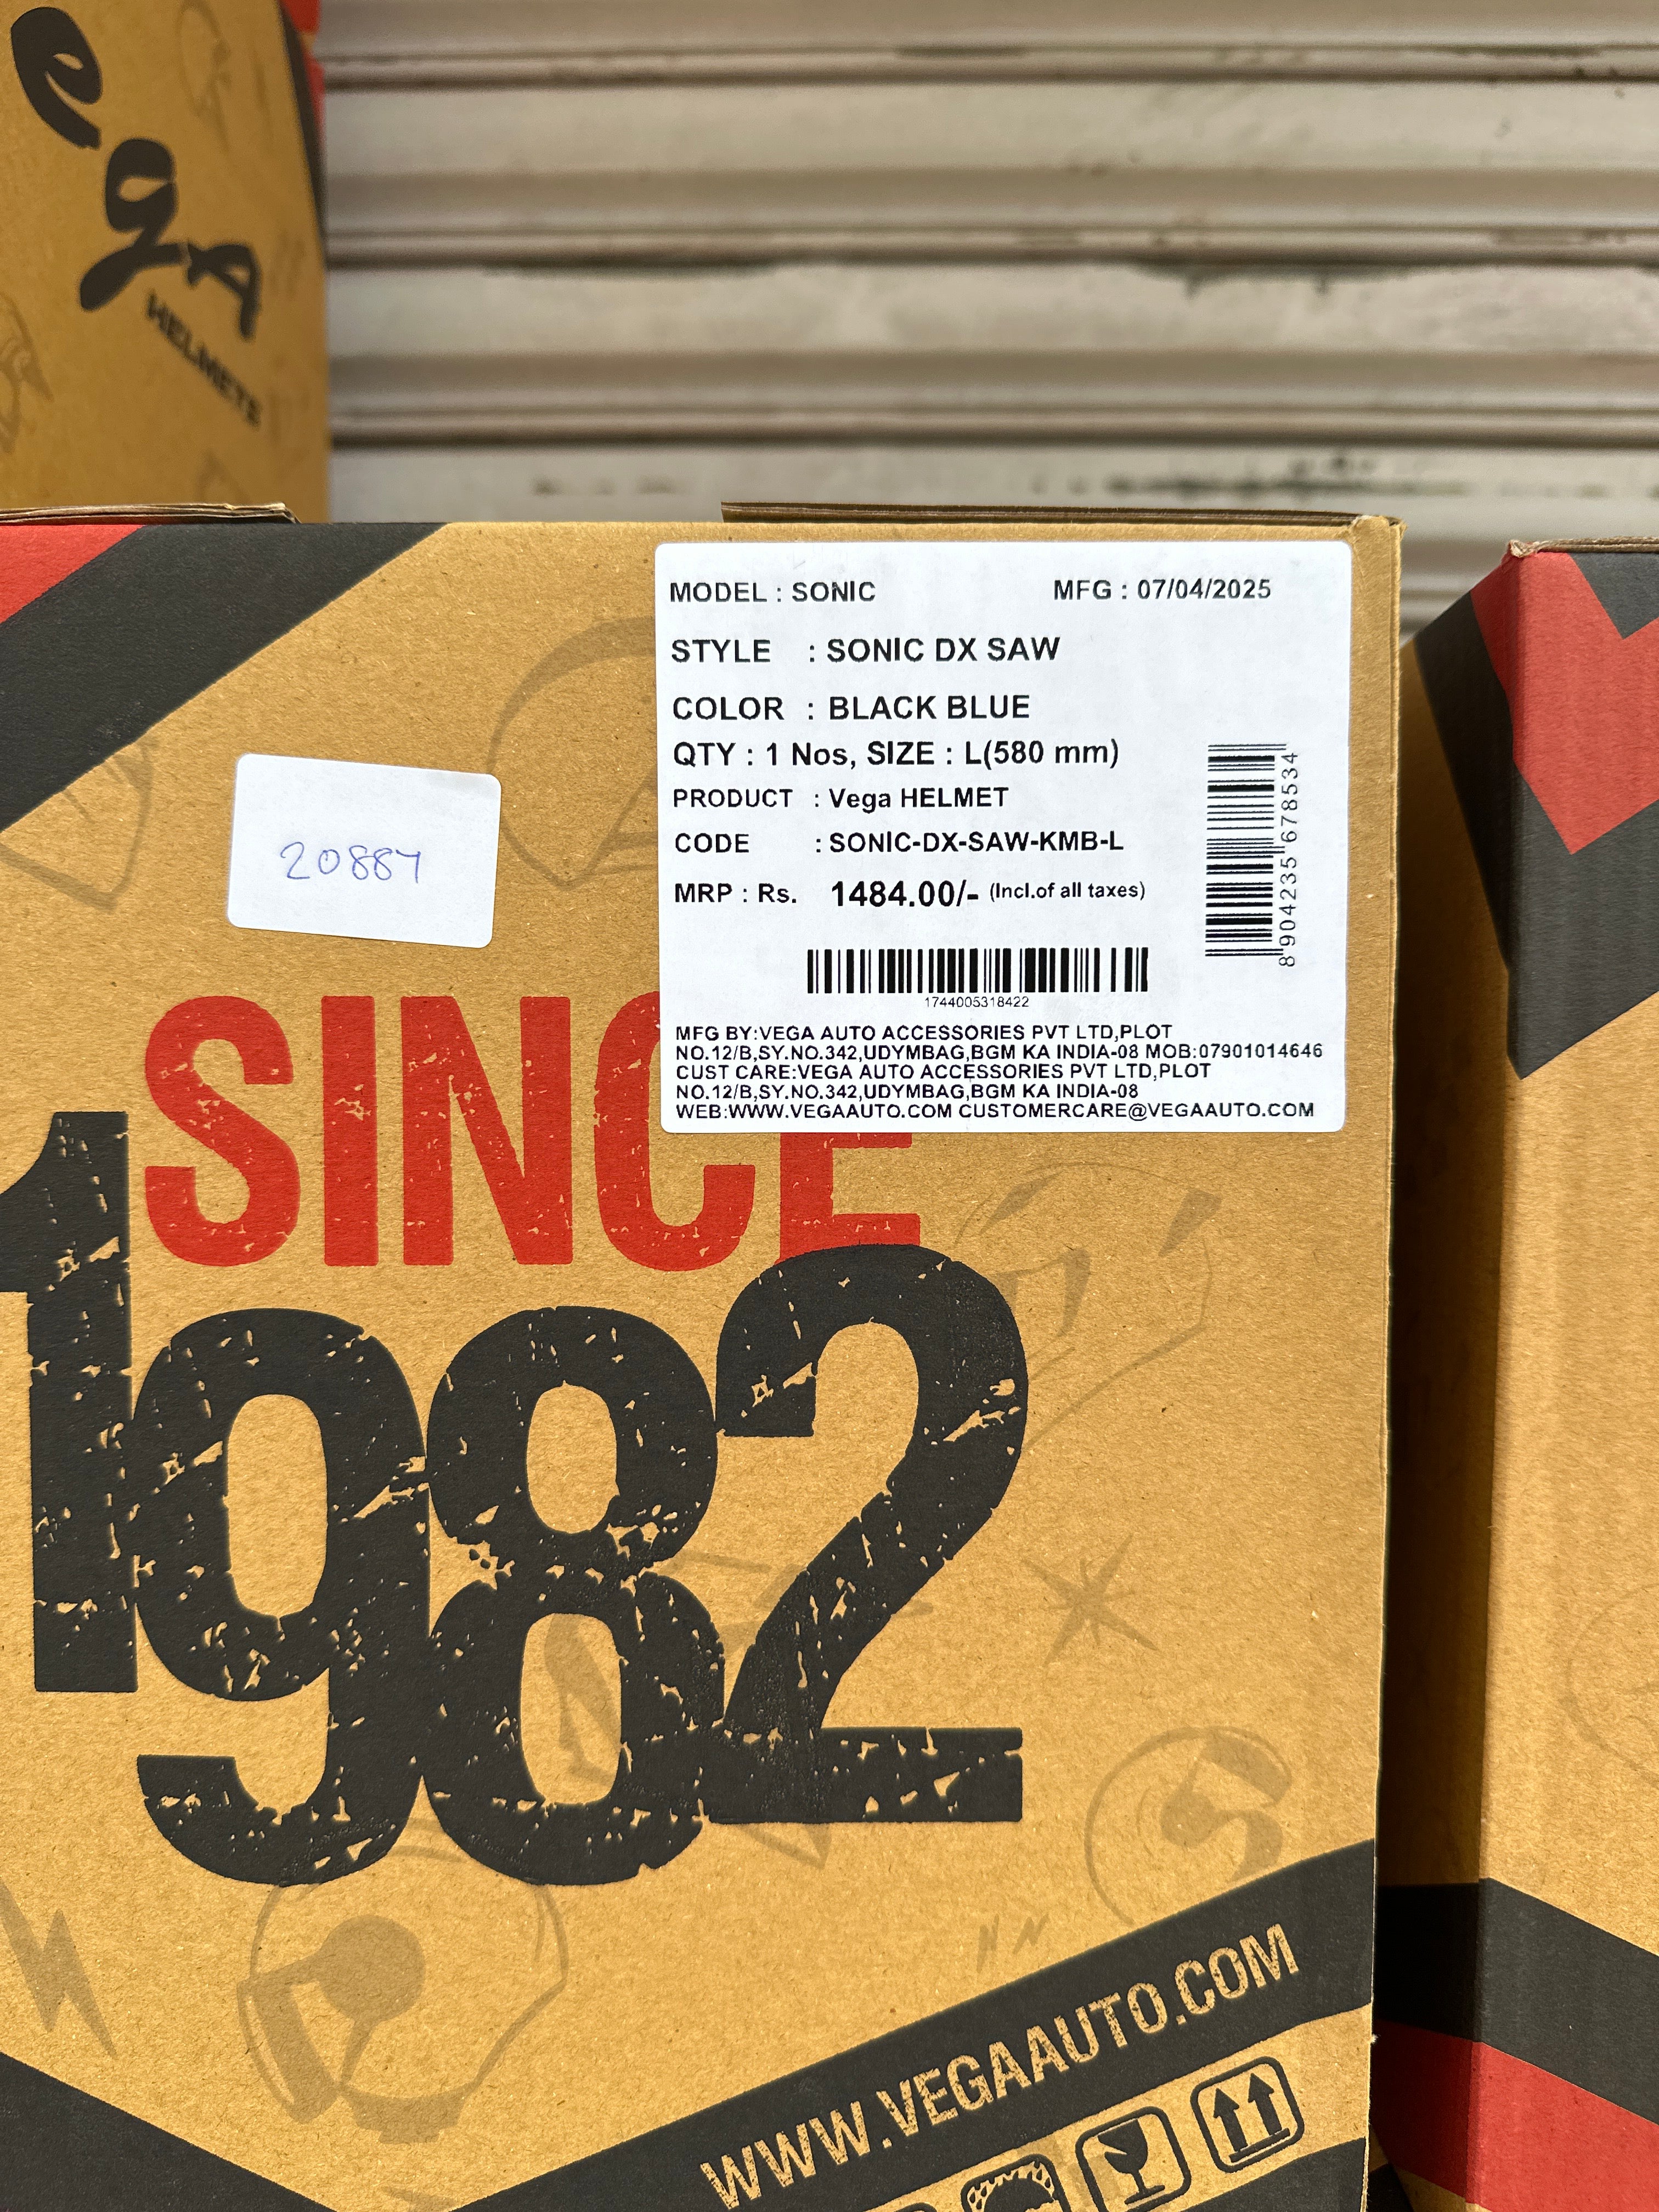 egA
HELMETS
MODEL : SONIC MFG : 07/04/2025
STYLE : SONIC DX SAW
COLOR : BLACK BLUE
QTY : 1 Nos, SIZE : L(580 mm)
PRODUCT : Vega HELMET
CODE : SONIC-DX-SAW-KMB-L
MRP : Rs. 1484.00/- (Incl.of all taxes)
8904235678534
1744005318422
MFG BY:VEGA AUTO ACCESSORIES PVT LTD,PLOT
NO.12/B,SY.NO.342,UDYMBAG,BGM KA INDIA-08 MOB:07901014646
CUST CARE:VEGA AUTO ACCESSORIES PVT LTD,PLOT
NO.12/B,SY.NO.342,UDYMBAG,BGM KA INDIA-08
WEB:WWW.VEGAAUTO.COM CUSTOMERCARE@VEGAAUTO.COM
20887
SINCE
1982
WWW.VEGAAUTO.COM